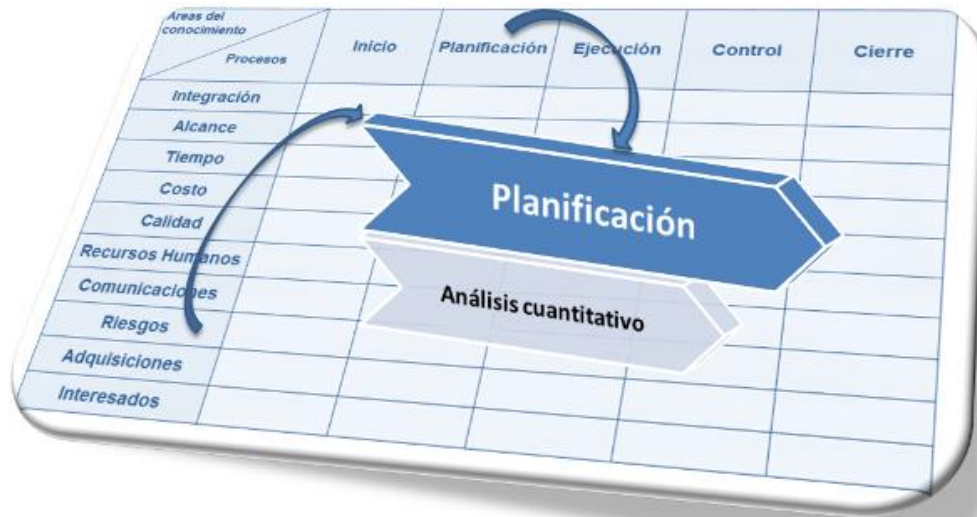 Áreas del
conocimiento
Procesos
Inicio
Planificación
Ejecución
Control
Cierre
Integración
Alcance
Tiempo
Costo
Calidad
Recursos Humanos
Comunicaciones
Riesgos
Adquisiciones
Interesados
Planificación
Análisis cuantitativo